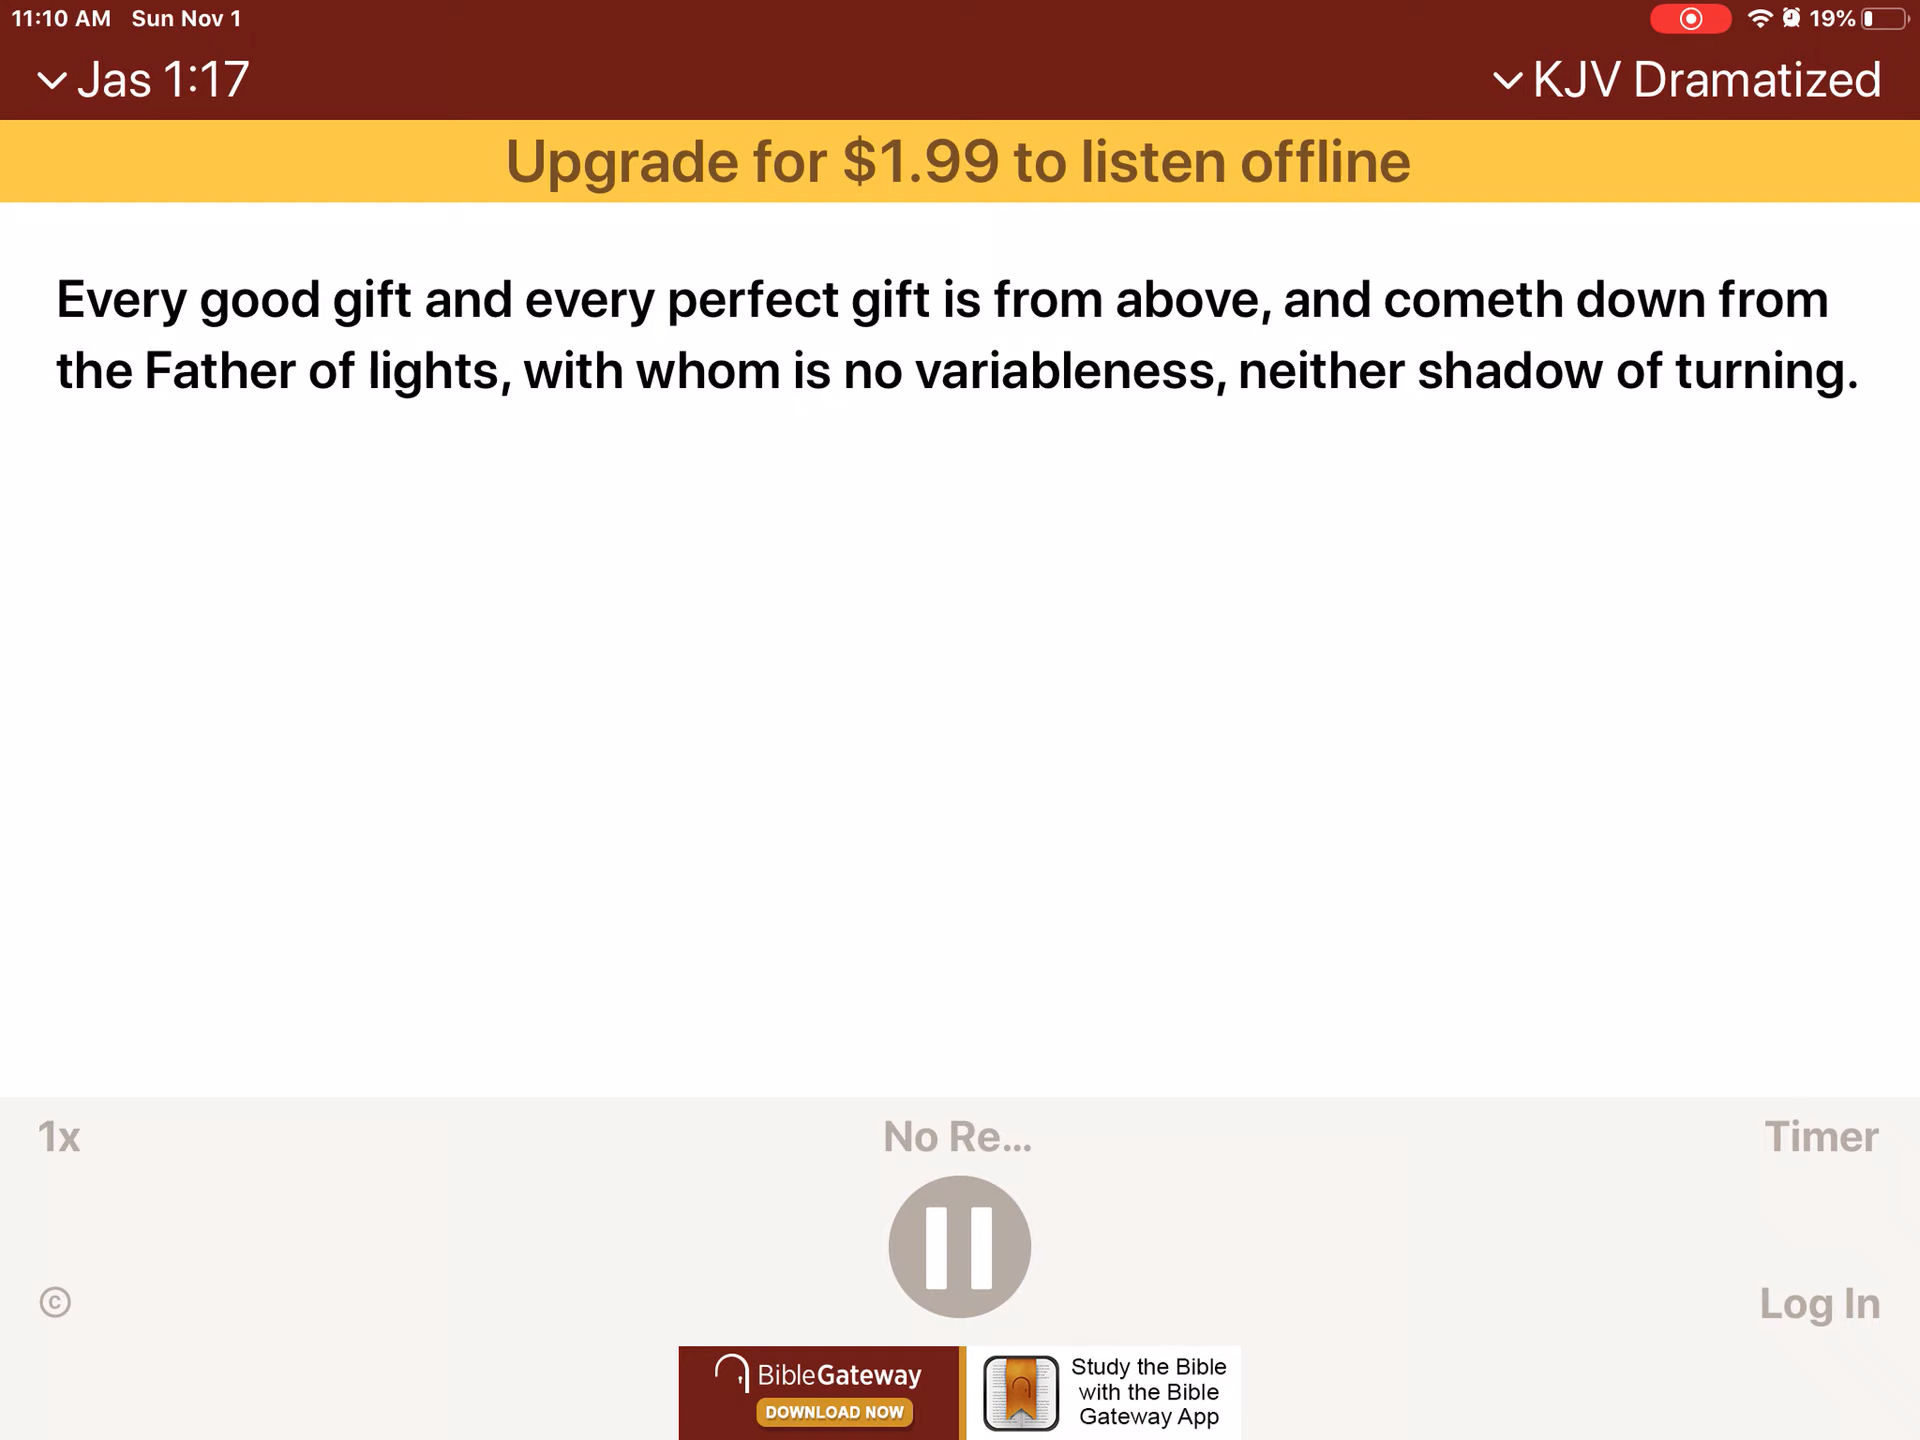 11:10 AM Sun Nov 1 19%
Jas 1:17 KJV Dramatized
Upgrade for $1.99 to listen offline
Every good gift and every perfect gift is from above, and cometh down from
the Father of lights, with whom is no variableness, neither shadow of turning.
1x No Re... Timer
© Log In
BibleGateway
DOWNLOAD NOW
Study the Bible
with the Bible
Gateway App